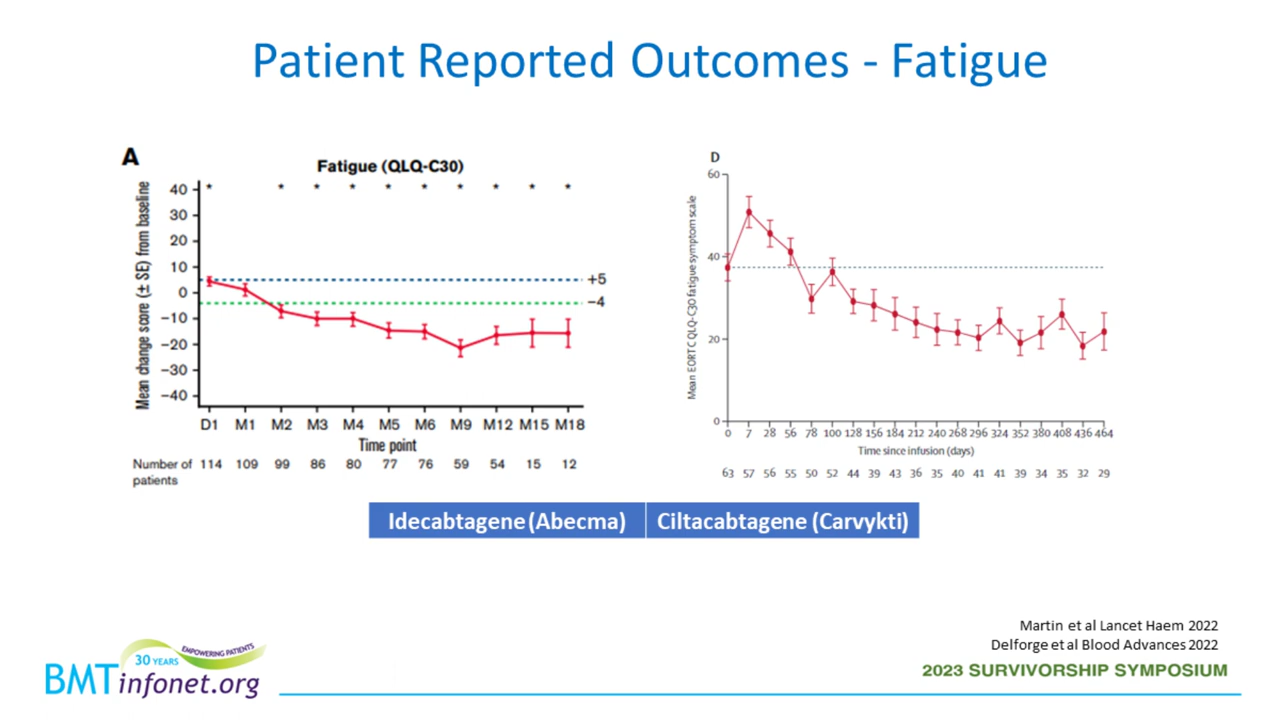 Patient Reported Outcomes - Fatigue
A
Fatigue (QLQ-C30)
Mean change score (± SE) from baseline
40
30
20
10
0
−10
−20
−30
−40
* * * * * * * * * *
+5
−4
D1 M1 M2 M3 M4 M5 M6 M9 M12 M15 M18
Time point
Number of patients 114 109 99 86 80 77 76 59 54 15 12
D
Mean EORTC QLQ-C30 fatigue symptom scale
60
40
20
0
0 7 28 56 78 100 128 156 184 212 240 268 296 324 352 380 408 436 464
Time since infusion (days)
63 57 56 55 50 52 44 39 43 36 35 40 41 41 39 34 35 32 29
Idecabtagene (Abecma) Ciltacabtagene (Carvykti)
Martin et al Lancet Haem 2022
Delforge et al Blood Advances 2022
2023 SURVIVORSHIP SYMPOSIUM
30 YEARS EMPOWERING PATIENTS
BMTinfonet.org